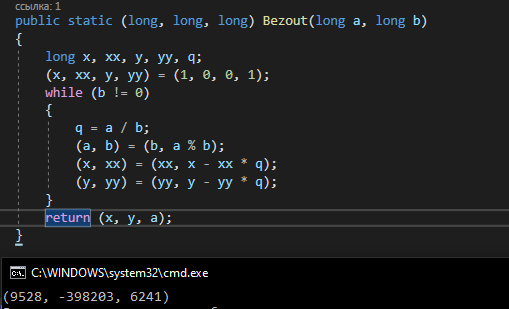 ссылка: 1
public static (long, long, long) Bezout(long a, long b)
{
long x, xx, y, yy, q;
(x, xx, y, yy) = (1, 0, 0, 1);
while (b != 0)
{
q = a / b;
(a, b) = (b, a % b);
(x, xx) = (xx, x - xx * q);
(y, yy) = (yy, y - yy * q);
}
return (x, y, a);
}
C:\WINDOWS\system32\cmd.exe
(9528, -398203, 6241)